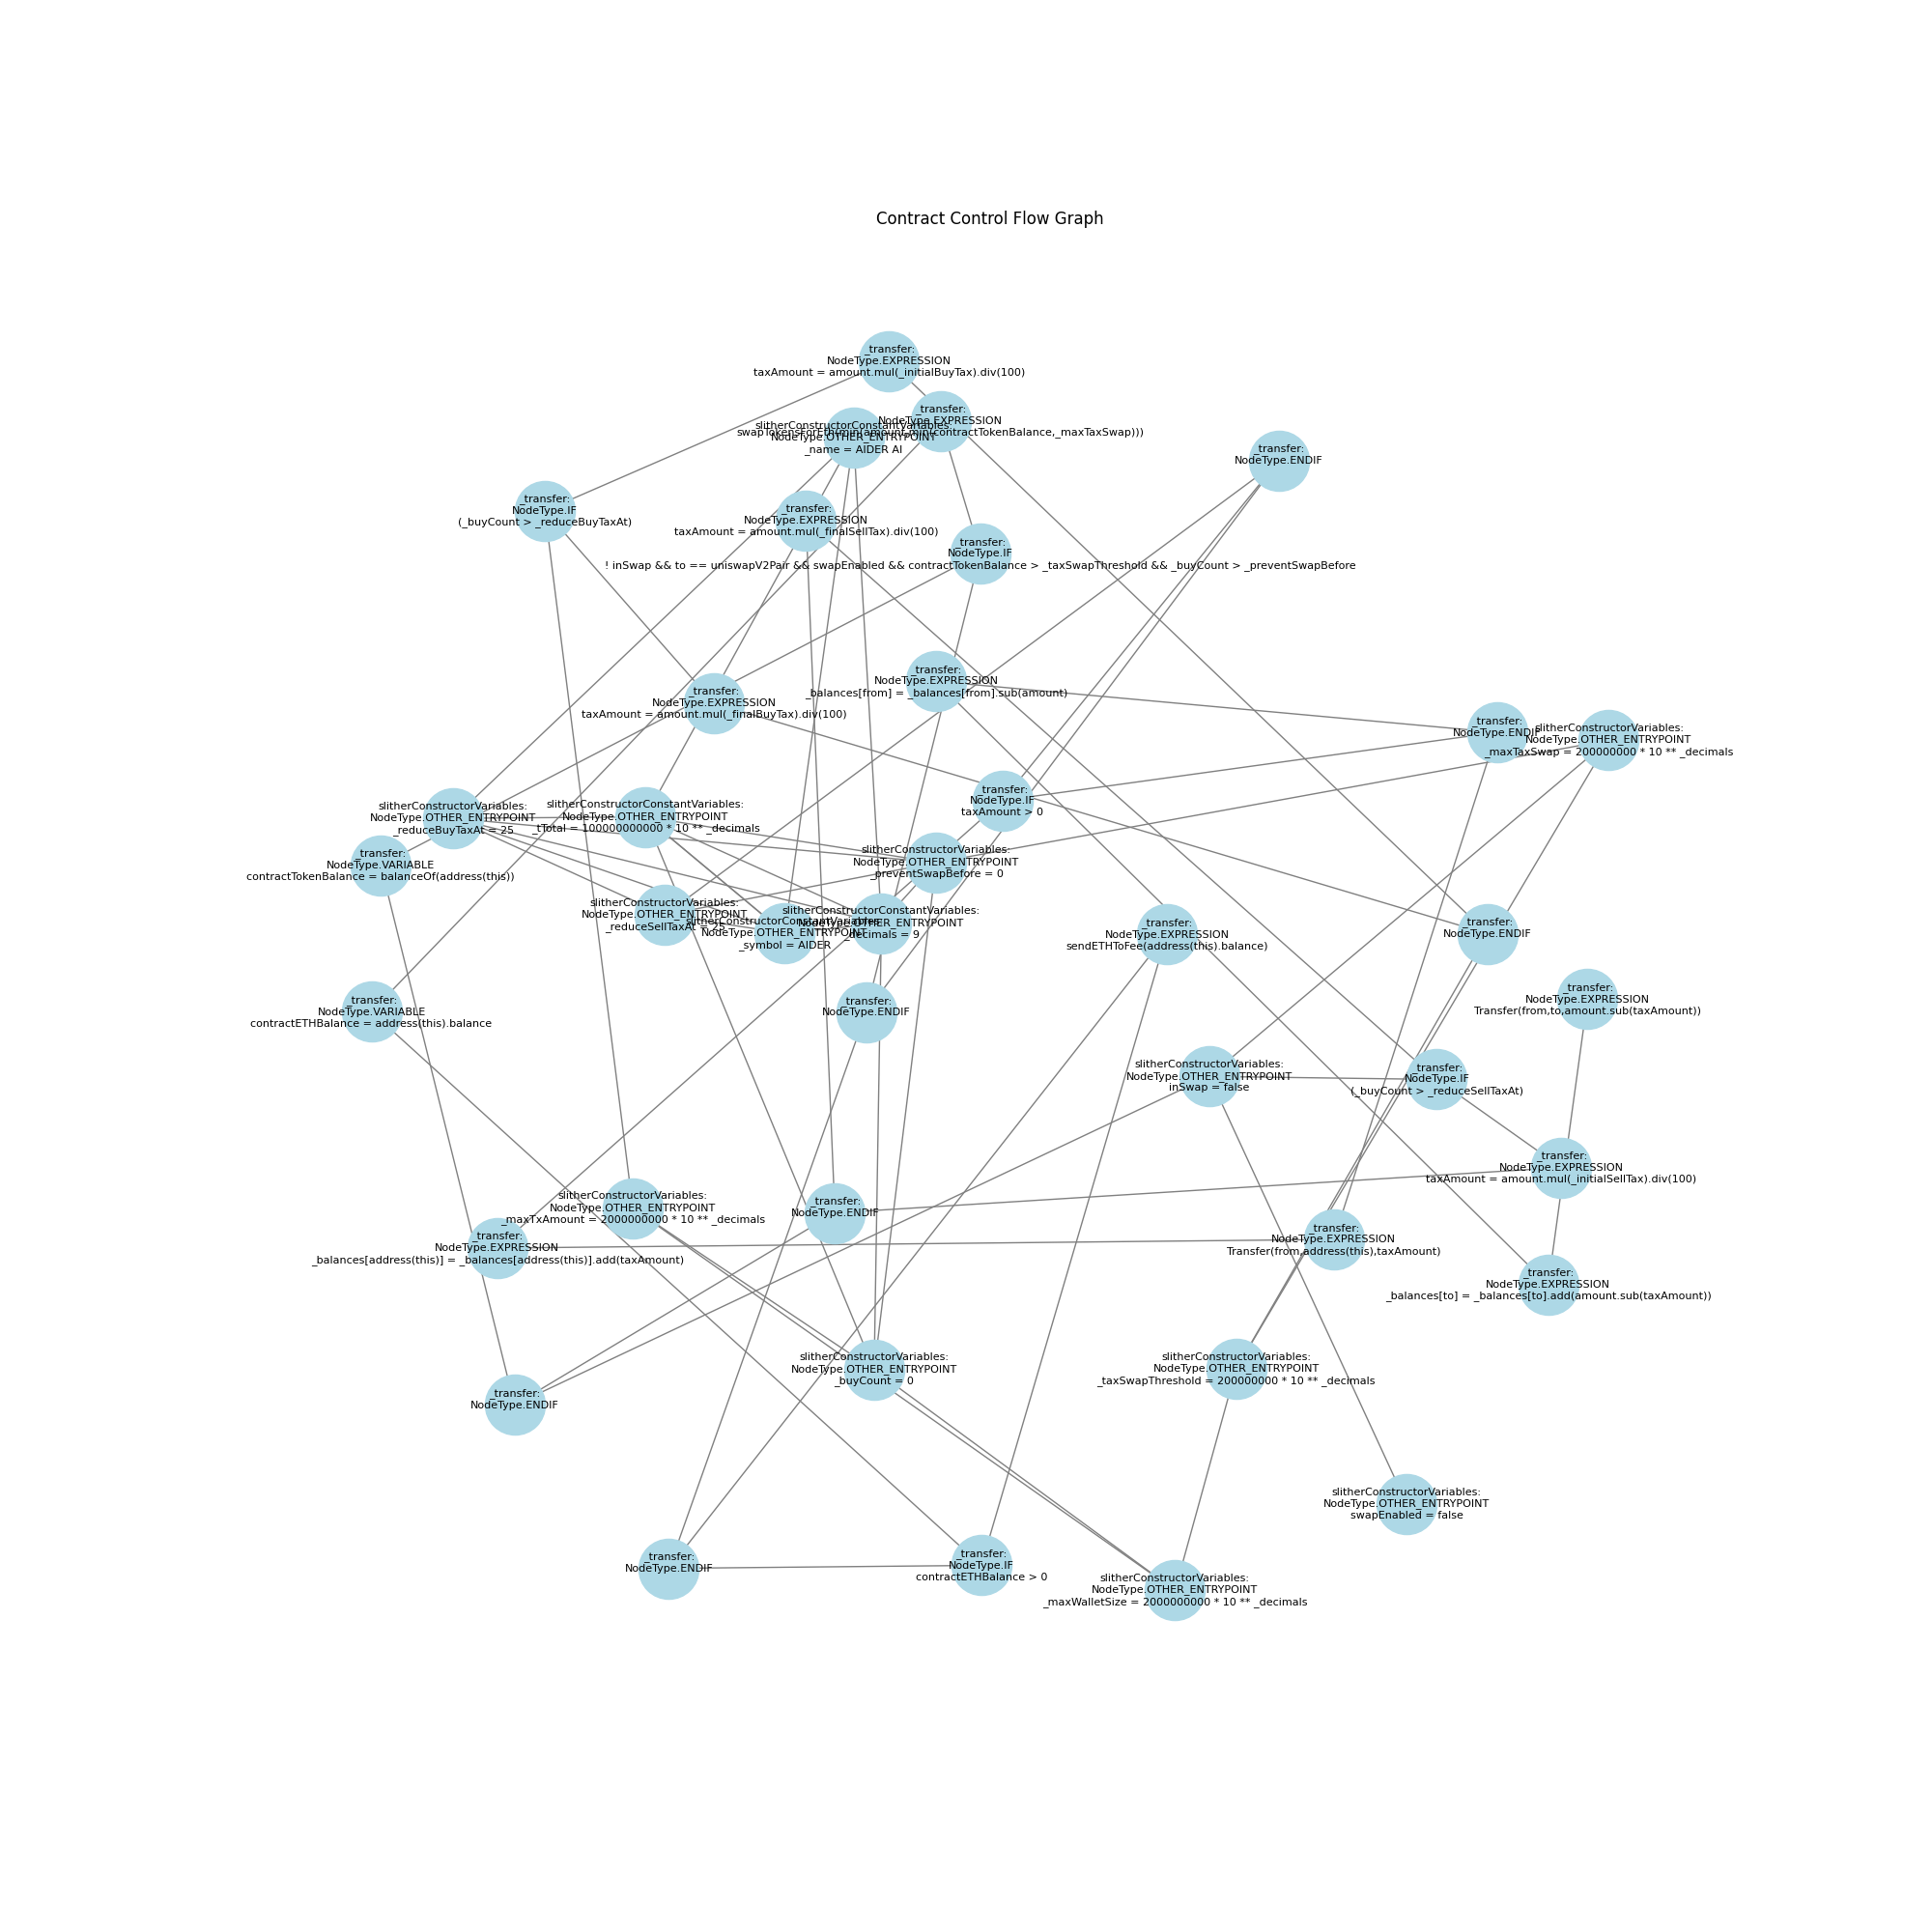 Contract Control Flow Graph
_transfer:
NodeType.EXPRESSION
taxAmount = amount.mul(_initialBuyTax).div(100)
_transfer:
NodeType.EXPRESSION
swapTokensForEth(min(amount,min(contractTokenBalance,_maxTaxSwap)))
slitherConstructorConstantVariables:
NodeType.OTHER_ENTRYPOINT
_name = AIDER AI
_transfer:
NodeType.ENDIF
_transfer:
NodeType.IF
(_buyCount > _reduceBuyTaxAt)
_transfer:
NodeType.EXPRESSION
taxAmount = amount.mul(_finalSellTax).div(100)
_transfer:
NodeType.IF
! inSwap && to == uniswapV2Pair && swapEnabled && contractTokenBalance > _taxSwapThreshold && _buyCount > _preventSwapBefore
_transfer:
NodeType.EXPRESSION
_balances[from] = _balances[from].sub(amount)
_transfer:
NodeType.EXPRESSION
taxAmount = amount.mul(_finalBuyTax).div(100)
_transfer:
NodeType.ENDIF
slitherConstructorVariables:
NodeType.OTHER_ENTRYPOINT
_maxTaxSwap = 200000000 * 10 ** _decimals
_transfer:
NodeType.IF
taxAmount > 0
slitherConstructorVariables:
NodeType.OTHER_ENTRYPOINT
_reduceBuyTaxAt = 25
slitherConstructorConstantVariables:
NodeType.OTHER_ENTRYPOINT
_tTotal = 100000000000 * 10 ** _decimals
_transfer:
NodeType.VARIABLE
contractTokenBalance = balanceOf(address(this))
slitherConstructorVariables:
NodeType.OTHER_ENTRYPOINT
_preventSwapBefore = 0
slitherConstructorVariables:
NodeType.OTHER_ENTRYPOINT
_reduceSellTaxAt = 25
slitherConstructorConstantVariables:
NodeType.OTHER_ENTRYPOINT
_symbol = AIDER
slitherConstructorConstantVariables:
NodeType.OTHER_ENTRYPOINT
_decimals = 9
_transfer:
NodeType.EXPRESSION
sendETHToFee(address(this).balance)
_transfer:
NodeType.ENDIF
_transfer:
NodeType.EXPRESSION
Transfer(from,to,amount.sub(taxAmount))
_transfer:
NodeType.VARIABLE
contractETHBalance = address(this).balance
_transfer:
NodeType.ENDIF
slitherConstructorVariables:
NodeType.OTHER_ENTRYPOINT
inSwap = false
_transfer:
NodeType.IF
(_buyCount > _reduceSellTaxAt)
_transfer:
NodeType.EXPRESSION
taxAmount = amount.mul(_initialSellTax).div(100)
slitherConstructorVariables:
NodeType.OTHER_ENTRYPOINT
_maxTxAmount = 2000000000 * 10 ** _decimals
_transfer:
NodeType.ENDIF
_transfer:
NodeType.EXPRESSION
_balances[address(this)] = _balances[address(this)].add(taxAmount)
_transfer:
NodeType.EXPRESSION
Transfer(from,address(this),taxAmount)
_transfer:
NodeType.EXPRESSION
_balances[to] = _balances[to].add(amount.sub(taxAmount))
slitherConstructorVariables:
NodeType.OTHER_ENTRYPOINT
_buyCount = 0
slitherConstructorVariables:
NodeType.OTHER_ENTRYPOINT
_taxSwapThreshold = 200000000 * 10 ** _decimals
_transfer:
NodeType.ENDIF
slitherConstructorVariables:
NodeType.OTHER_ENTRYPOINT
swapEnabled = false
_transfer:
NodeType.ENDIF
_transfer:
NodeType.IF
contractETHBalance > 0
slitherConstructorVariables:
NodeType.OTHER_ENTRYPOINT
_maxWalletSize = 2000000000 * 10 ** _decimals